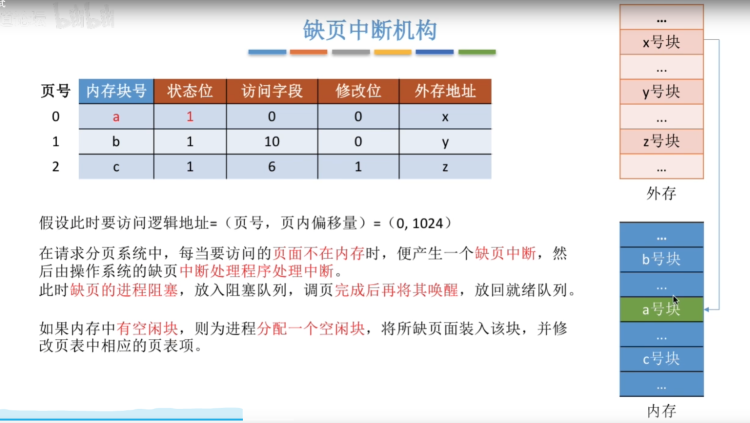 缺页中断机构
页号 内存块号 状态位 访问字段 修改位 外存地址
0 a 1 0 0 x
1 b 1 10 0 y
2 c 1 6 1 z
假设此时要访问逻辑地址=（页号，页内偏移量）=（0, 1024）
在请求分页系统中，每当要访问的页面不在内存时，便产生一个缺页中断，然
后由操作系统的缺页中断处理程序处理中断。
此时缺页的进程阻塞，放入阻塞队列，调页完成后再将其唤醒，放回就绪队列。
如果内存中有空闲块，则为进程分配一个空闲块，将所缺页面装入该块，并修
改页表中相应的页表项。
...
x号块
...
y号块
...
z号块
...
外存
...
b号块
...
a号块
...
c号块
...
内存